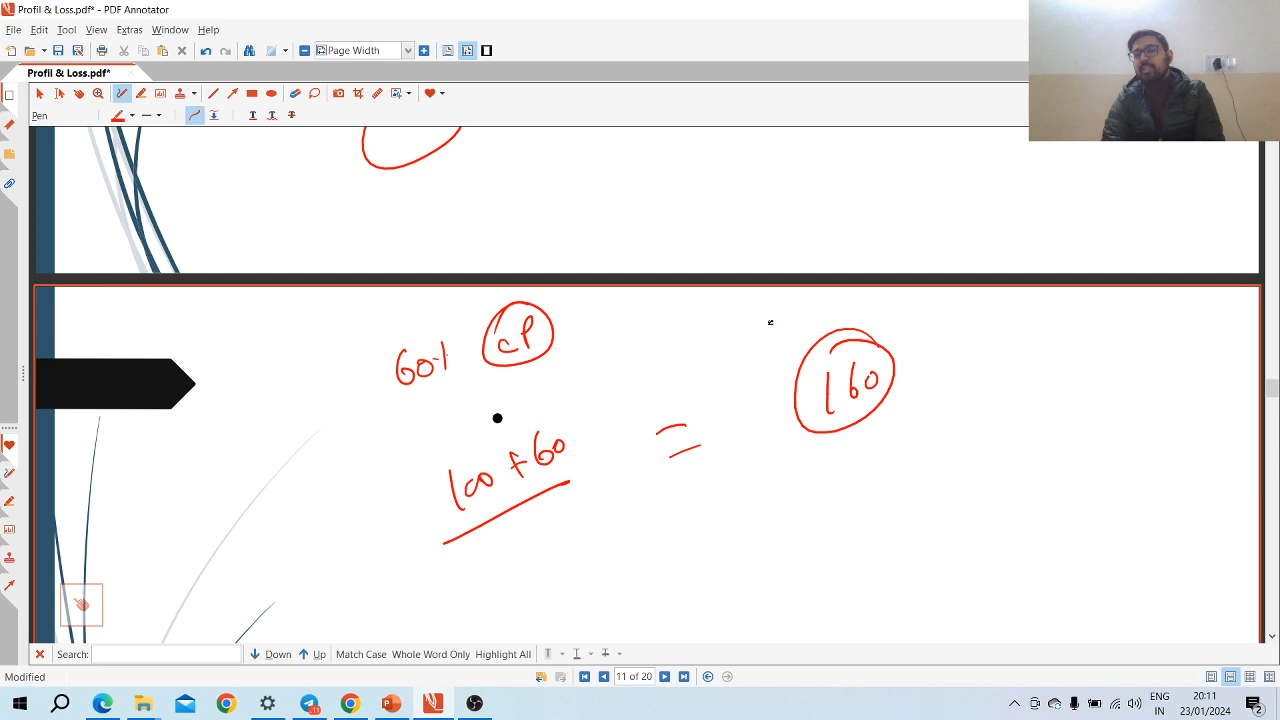 Profil & Loss.pdf* - PDF Annotator
File Edit Tool View Extras Window Help
Page Width
Profil & Loss.pdf*
Pen
60% CP
160
100 + 60 =
Search: Down Up Match Case Whole Word Only Highlight All
Modified
11 of 20
ENG
IN
20:11
23/01/2024
11
2